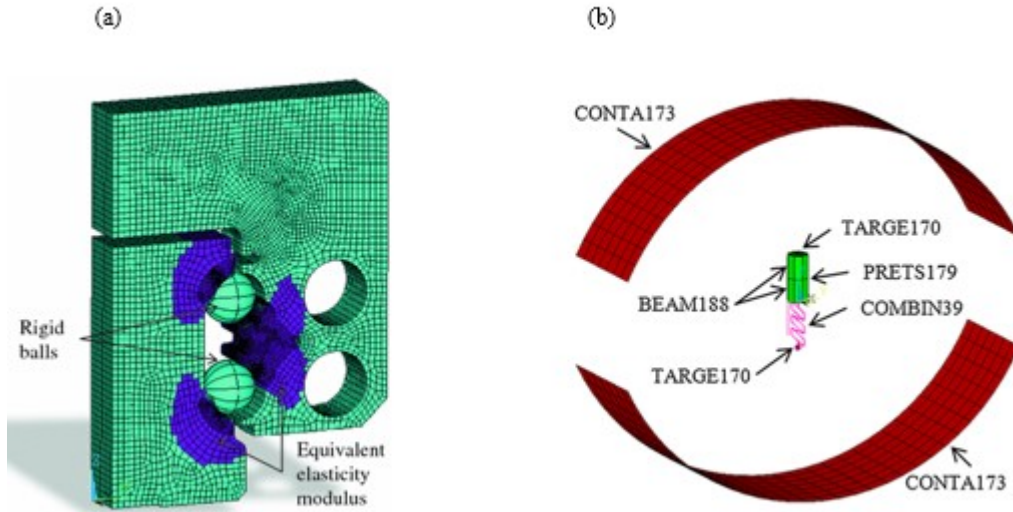 (a)
(b)
CONTA173
TARGE170
PRETS179
BEAM188
COMBIN39
TARGE170
Rigid
balls
Equivalent
elasticity
modulus
CONTA173